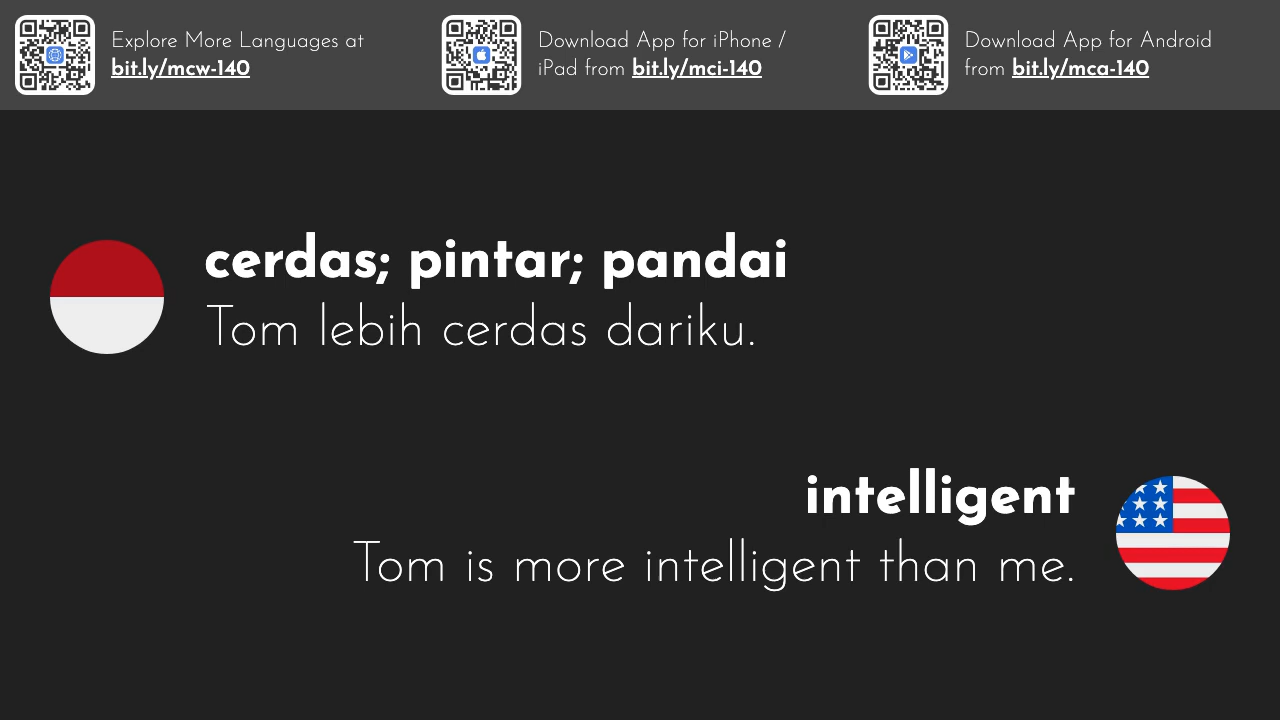 Explore More Languages at
bit.ly/mcw-140
Download App for iPhone /
iPad from bit.ly/mci-140
Download App for Android
from bit.ly/mca-140
cerdas; pintar; pandai
Tom lebih cerdas dariku.
intelligent
Tom is more intelligent than me.